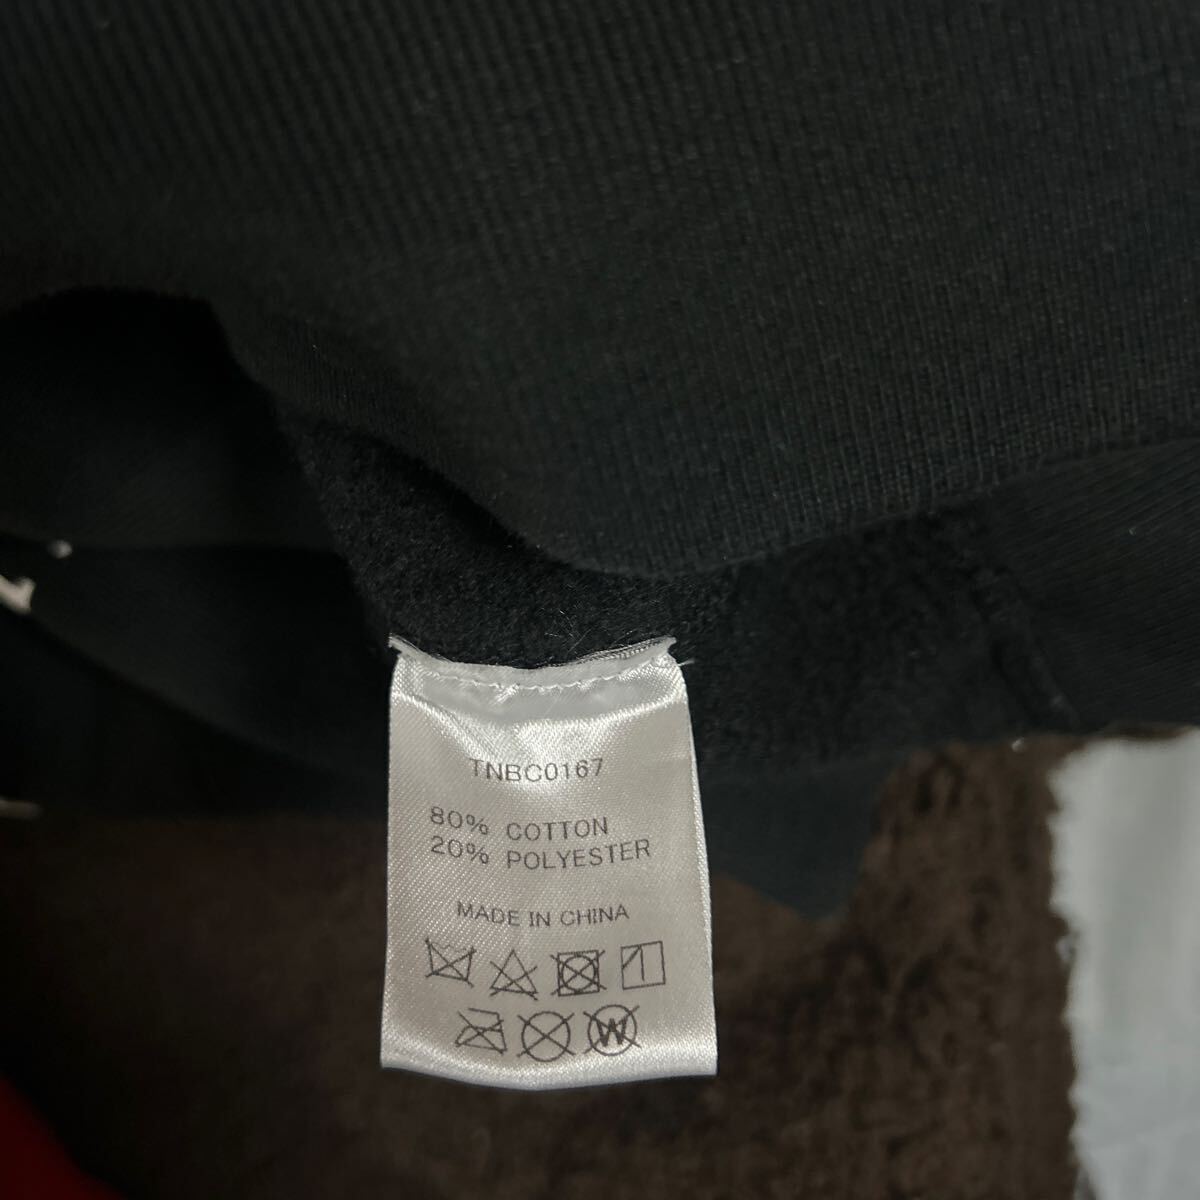 TNBC0167
80% COTTON
20% POLYESTER
MADE IN CHINA
W